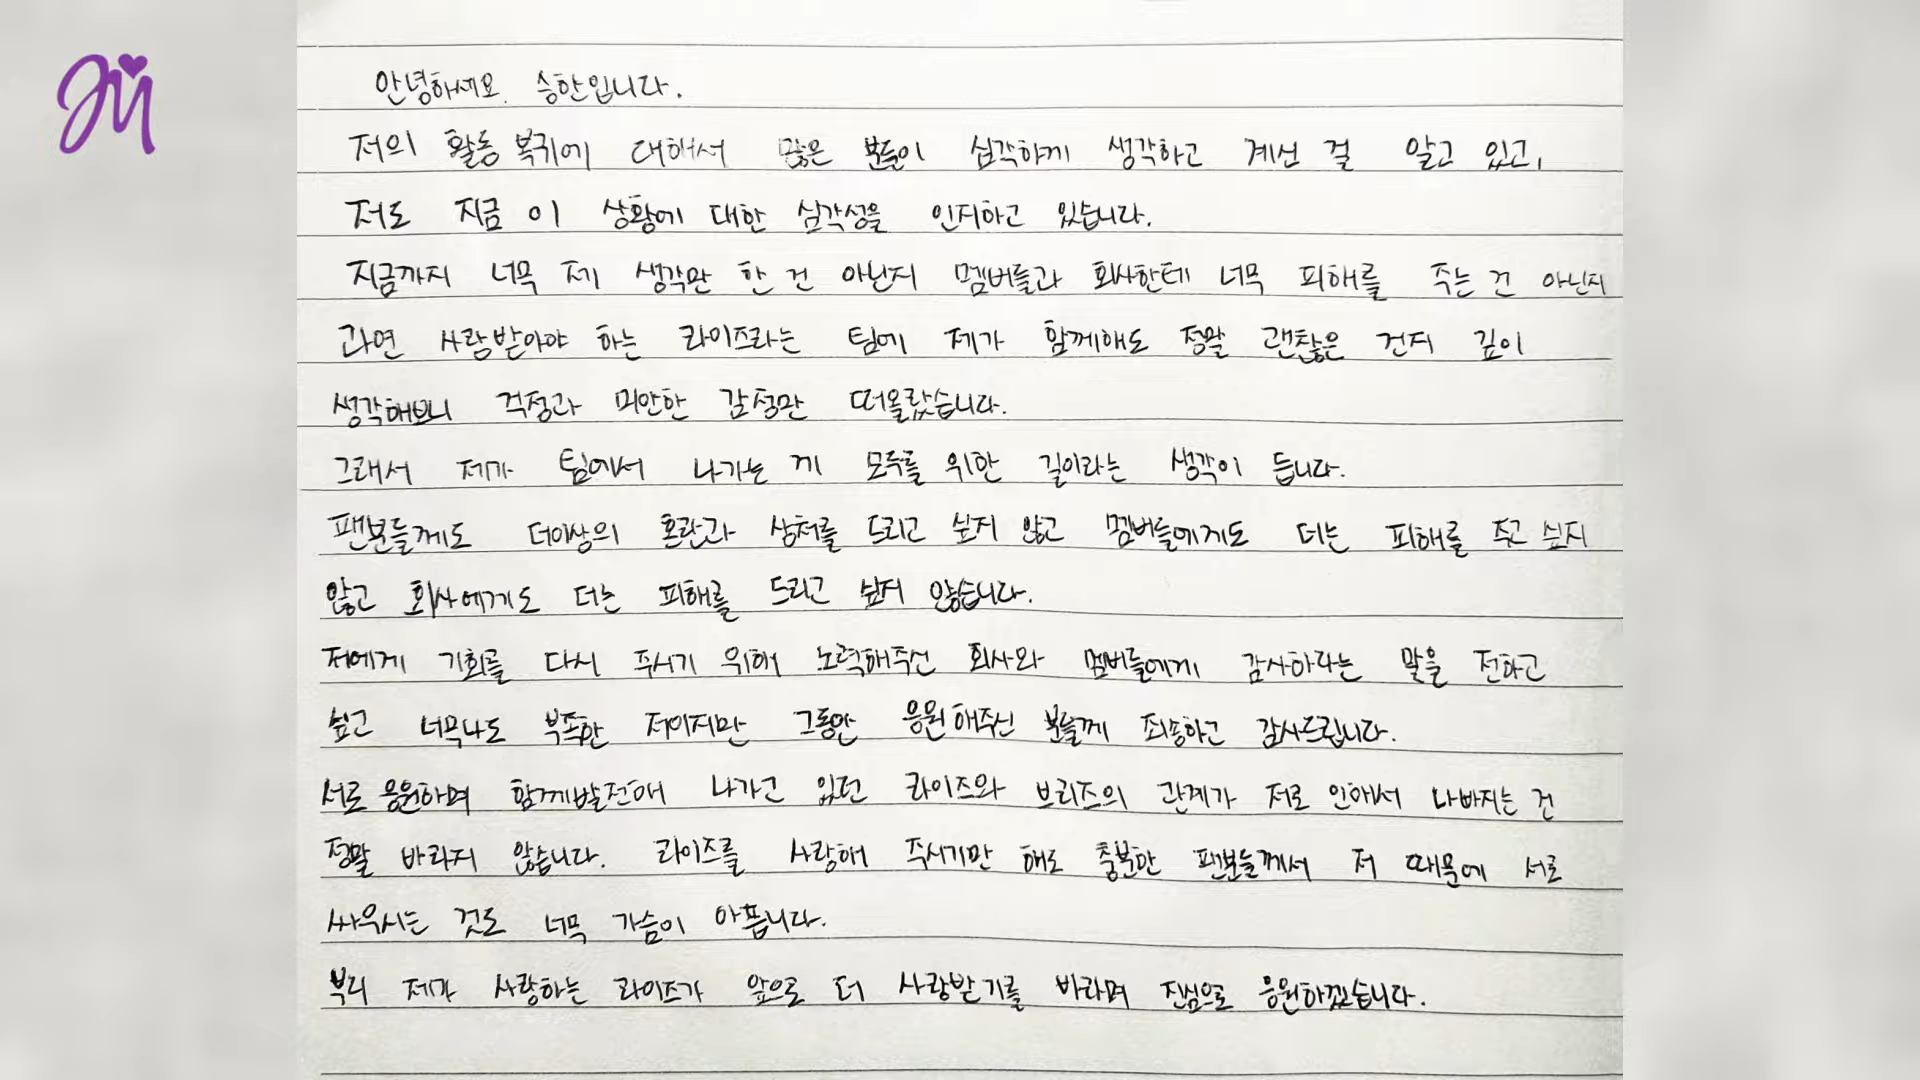 안녕하세요. 승한입니다.
저의 활동 복귀에 대해서 많은 분들이 심각하게 생각하고 계신 걸 알고 있고,
저도 지금 이 상황에 대한 심각성을 인지하고 있습니다.
지금까지 너무 제 생각만 한 건 아닌지 멤버들과 회사한테 너무 피해를 주는 건 아닌지
과연 사랑받아야 하는 라이즈라는 팀에 제가 함께해도 정말 괜찮은 건지 깊이
생각해보니 걱정과 미안한 감정만 떠올랐습니다.
그래서 제가 팀에서 나가는 게 모두를 위한 길이라는 생각이 듭니다.
팬분들께도 더이상의 혼란과 상처를 드리고 싶지 않고 멤버들에게도 더는 피해를 주고 싶지
않고 회사에게도 더는 피해를 드리고 싶지 않습니다.
저에게 기회를 다시 주시기 위해 노력해주신 회사와 멤버들에게 감사하다는 말을 전하고
싶고 너무나도 부족한 저이지만 그동안 응원해주신 분들께 죄송하고 감사드립니다.
서로 응원하며 함께발전해 나가고 있던 라이즈와 브리즈의 관계가 저로 인해서 나빠지는 건
정말 바라지 않습니다. 라이즈를 사랑해 주시기만 해도 충분한 팬분들께서 저 때문에 서로
싸우시는 것도 너무 가슴이 아픕니다.
부디 제가 사랑하는 라이즈가 앞으로 더 사랑받기를 바라며 진심으로 응원하겠습니다.